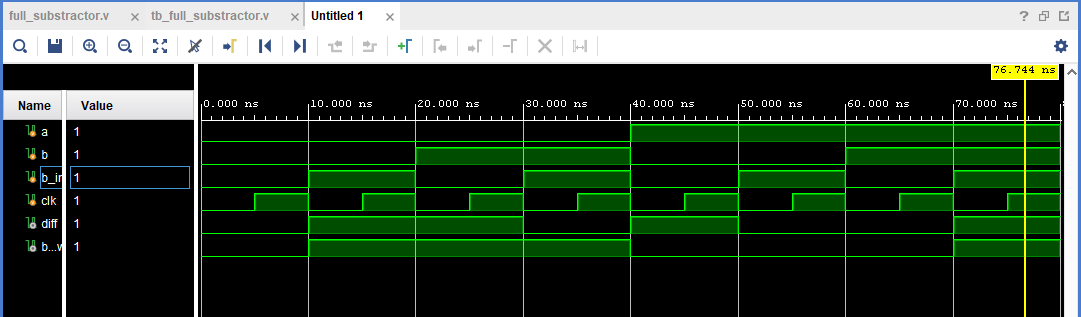 full_substractor.v × tb_full_substractor.v × Untitled 1 ×
?
76.744 ns
Name Value
0.000 ns 10.000 ns 20.000 ns 30.000 ns 40.000 ns 50.000 ns 60.000 ns 70.000 ns
a 1
b 1
b_in 1
clk 1
diff 1
b...w 1